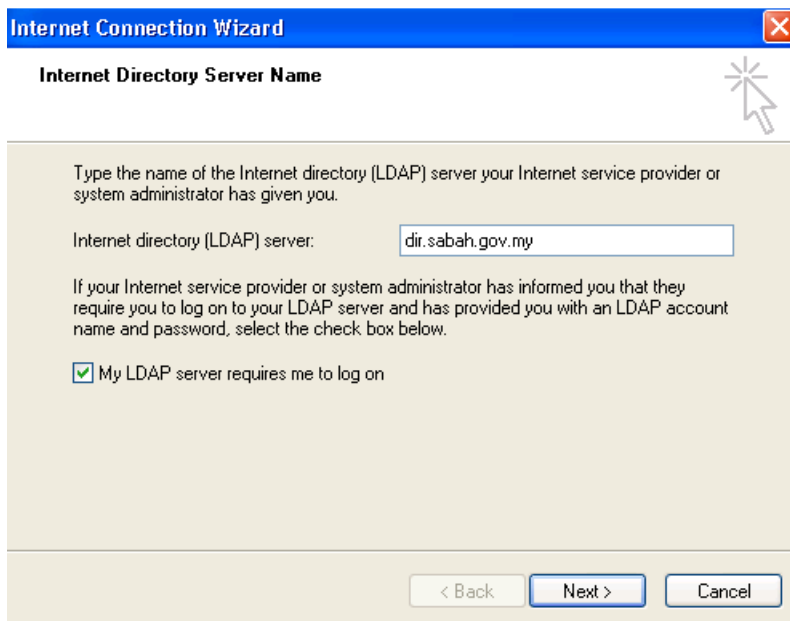 Internet Connection Wizard
Internet Directory Server Name
Type the name of the Internet directory (LDAP) server your Internet service provider or
system administrator has given you.
Internet directory (LDAP) server: dir.sabah.gov.my
If your Internet service provider or system administrator has informed you that they
require you to log on to your LDAP server and has provided you with an LDAP account
name and password, select the check box below.
My LDAP server requires me to log on
< Back Next > Cancel